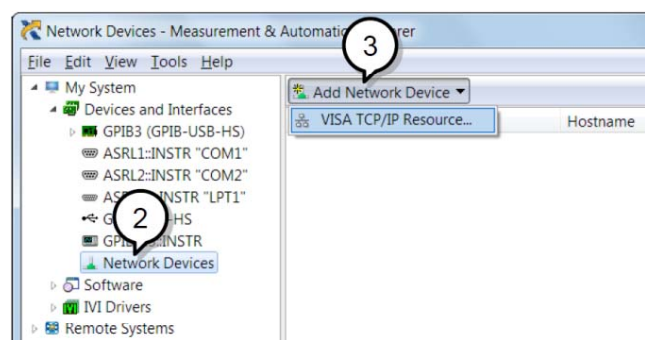 Network Devices - Measurement & Automatio rer
3
File Edit View Tools Help
My System
Add Network Device
Devices and Interfaces
VISA TCP/IP Resource...
Hostname
GPIB3 (GPIB-USB-HS)
ASRL1::INSTR "COM1"
ASRL2::INSTR "COM2"
INSTR "LPT1"
2
-HS
::INSTR
Network Devices
Software
IVI Drivers
Remote Systems